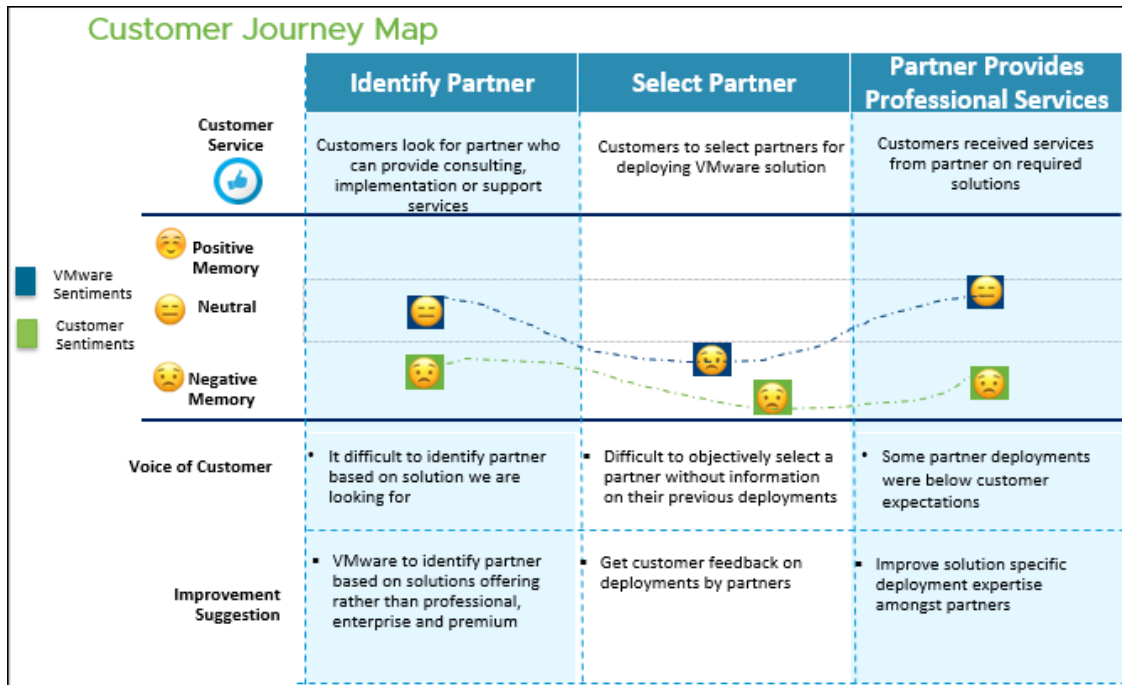 Customer Journey Map
Identify Partner
Select Partner
Partner Provides
Professional Services
Customer
Service
Customers look for partner who
can provide consulting,
implementation or support
services
Customers to select partners for
deploying VMware solution
Customers received services
from partner on required
solutions
Positive
Memory
Neutral
Negative
Memory
VMware
Sentiments
Customer
Sentiments
Voice of Customer
It difficult to identify partner
based on solution we are
looking for
Difficult to objectively select a
partner without information
on their previous deployments
Some partner deployments
were below customer
expectations
Improvement
Suggestion
VMware to identify partner
based on solutions offering
rather than professional,
enterprise and premium
Get customer feedback on
deployments by partners
Improve solution specific
deployment expertise
amongst partners